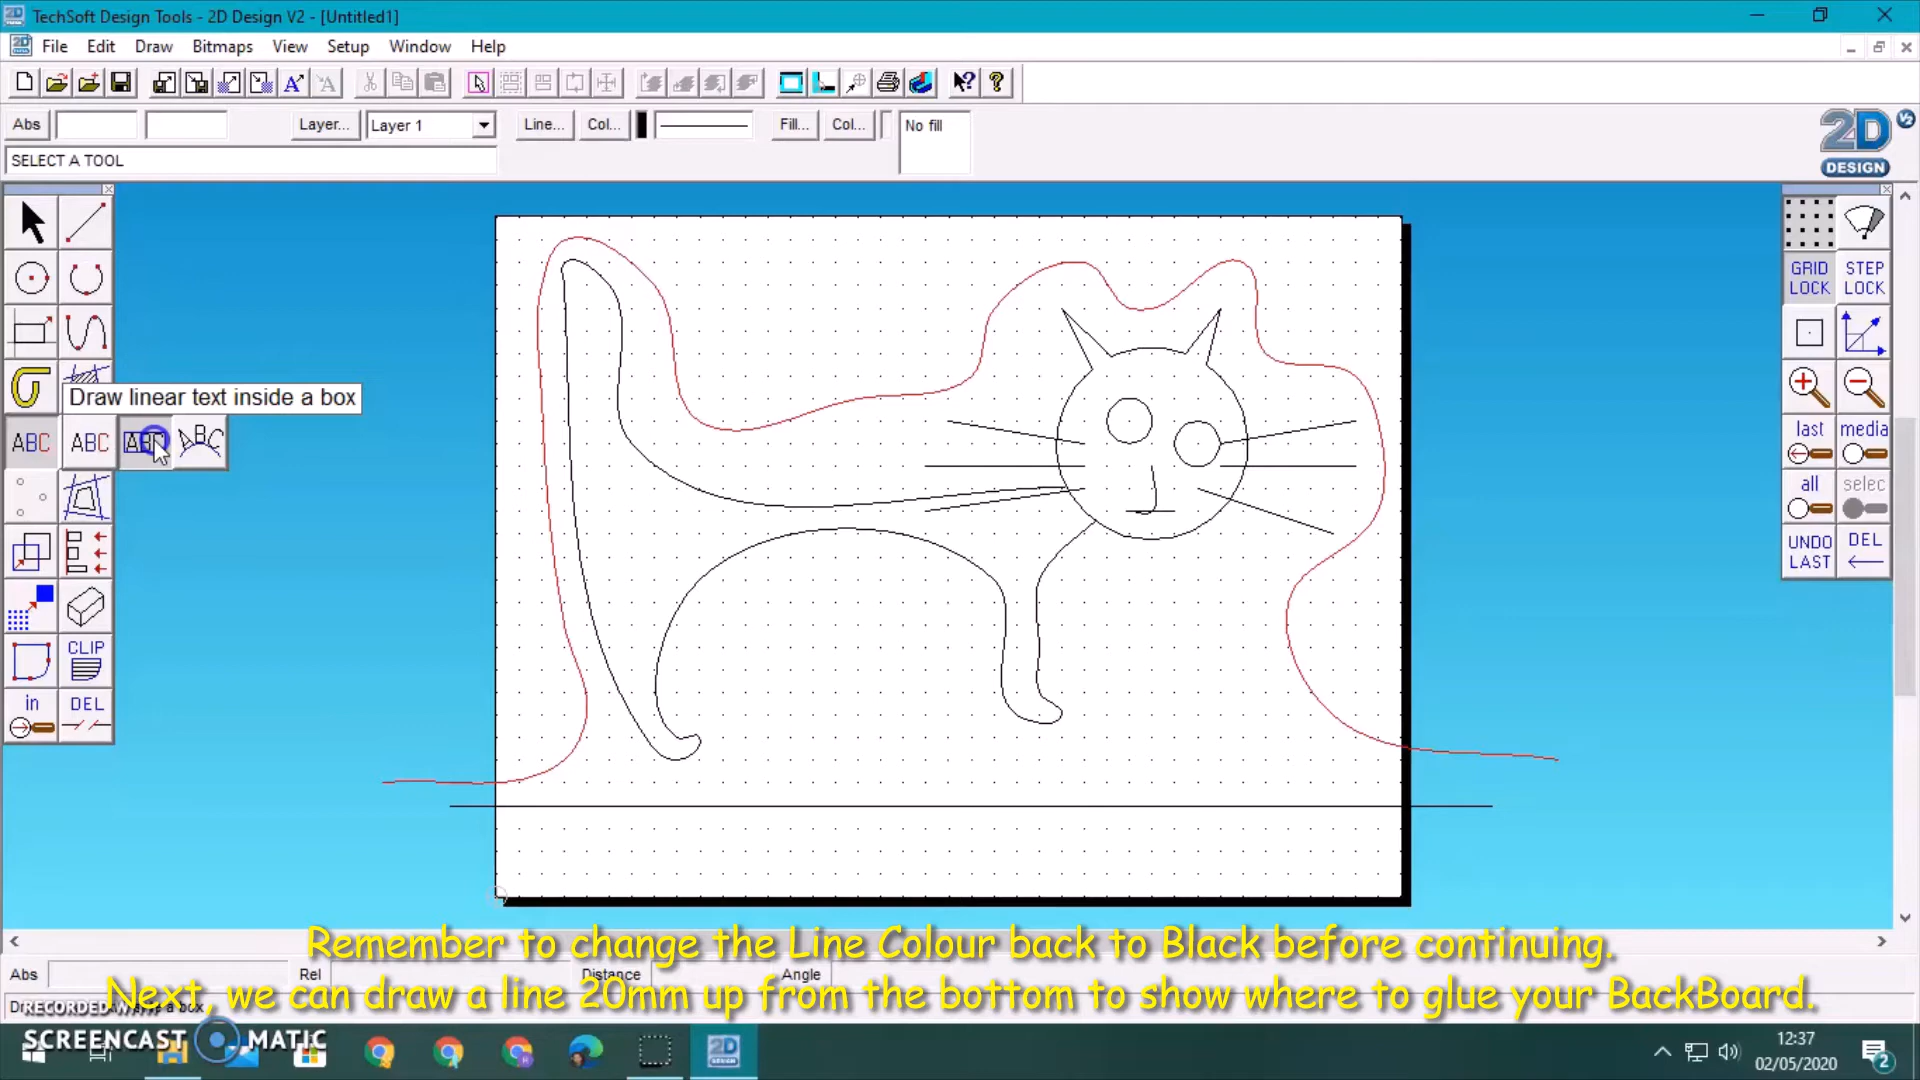 TechSoft Design Tools - 2D Design V2 - [Untitled1]
File Edit Draw Bitmaps View Setup Window Help
Abs Layer... Layer 1 Line... Col... Fill... Col... No fill
SELECT A TOOL
2D V2
DESIGN
GRID LOCK
STEP LOCK
Draw linear text inside a box
ABC ABC ABC ABC
last media
all selec
UNDO LAST
DEL
CLIP
in DEL
Remember to change the Line Colour back to Black before continuing.
Abs Rel Distance Angle
Next, we can draw a line 20mm up from the bottom to show where to glue your BackBoard.
RECORDED WITH
SCREENCAST MATIC
12:37
02/05/2020
2